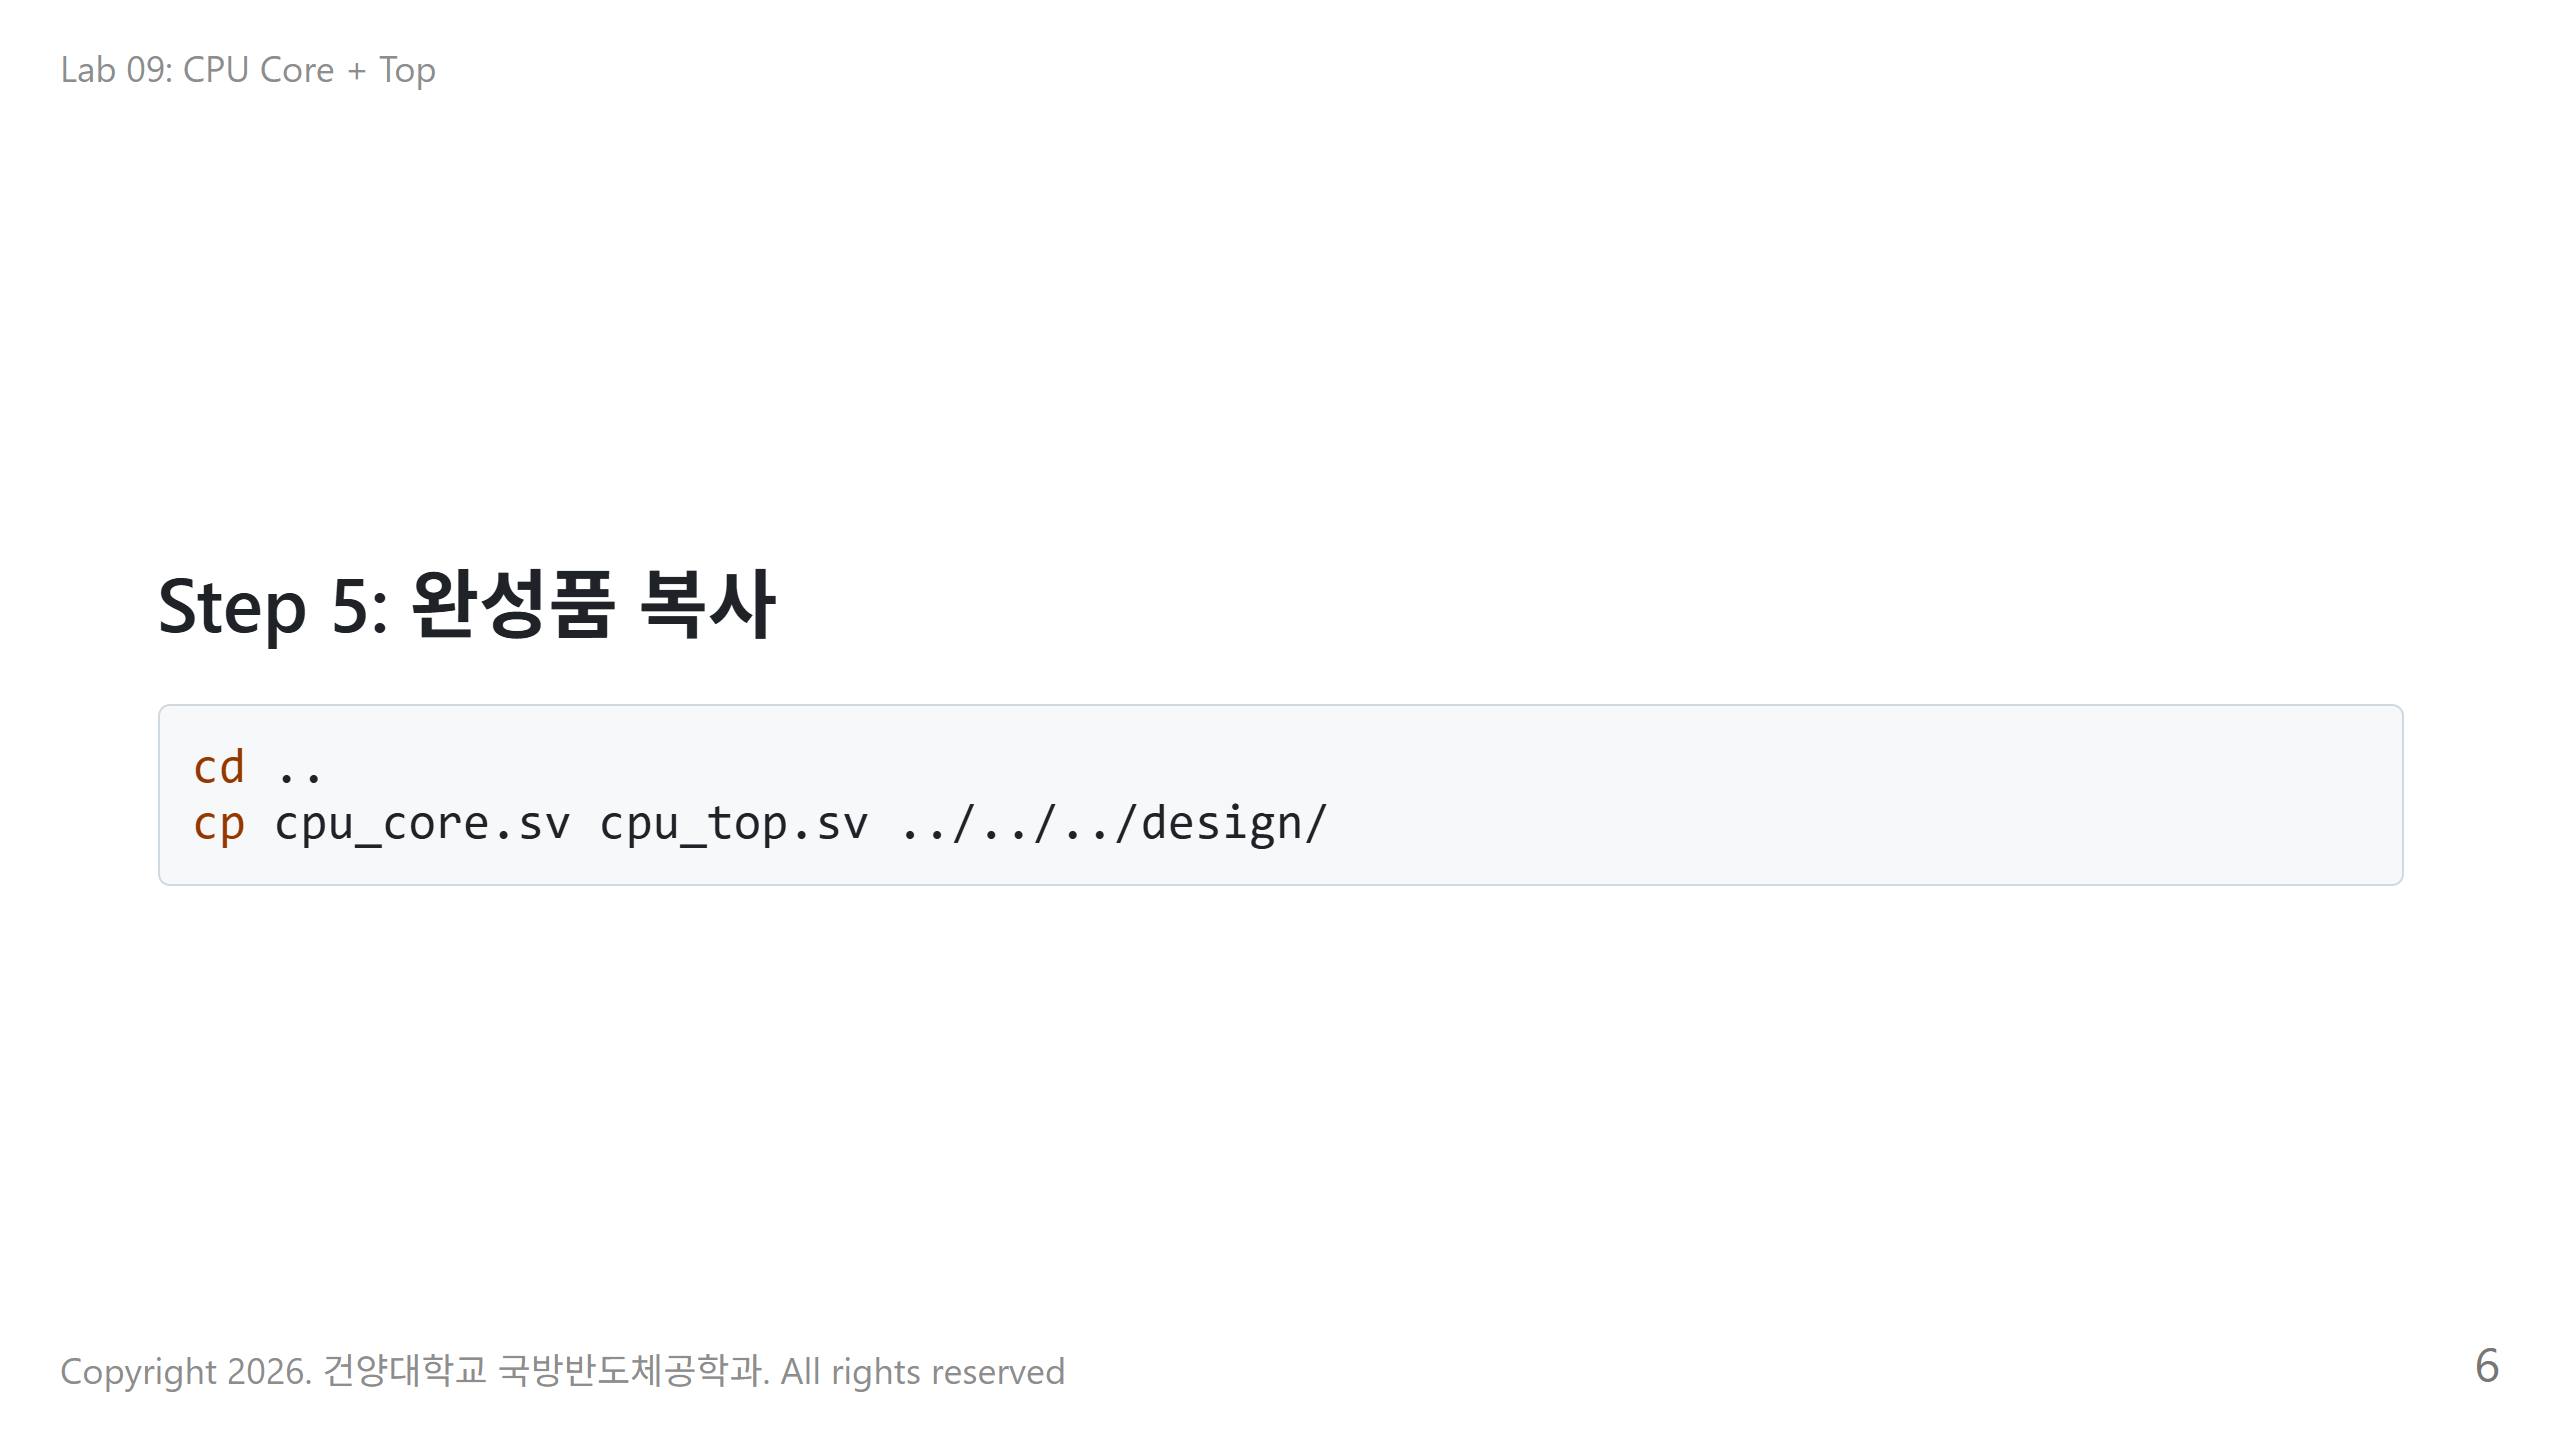 Lab 09: CPU Core + Top
Step 5: 완성품 복사
cd ..
cp cpu_core.sv cpu_top.sv ../../../design/
Copyright 2026. 건양대학교 국방반도체공학과. All rights reserved
6